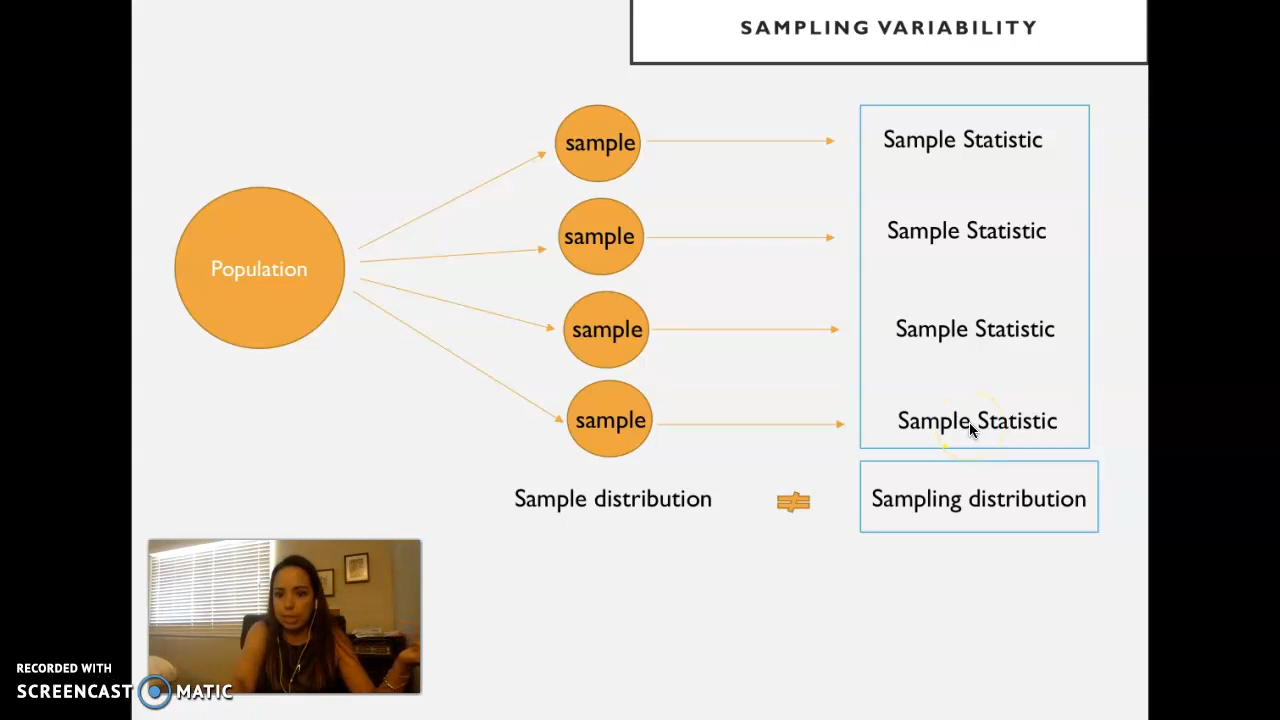 SAMPLING VARIABILITY
Population
sample
Sample Statistic
sample
Sample Statistic
sample
Sample Statistic
sample
Sample Statistic
Sample distribution
≠
Sampling distribution
RECORDED WITH
SCREENCAST MATIC